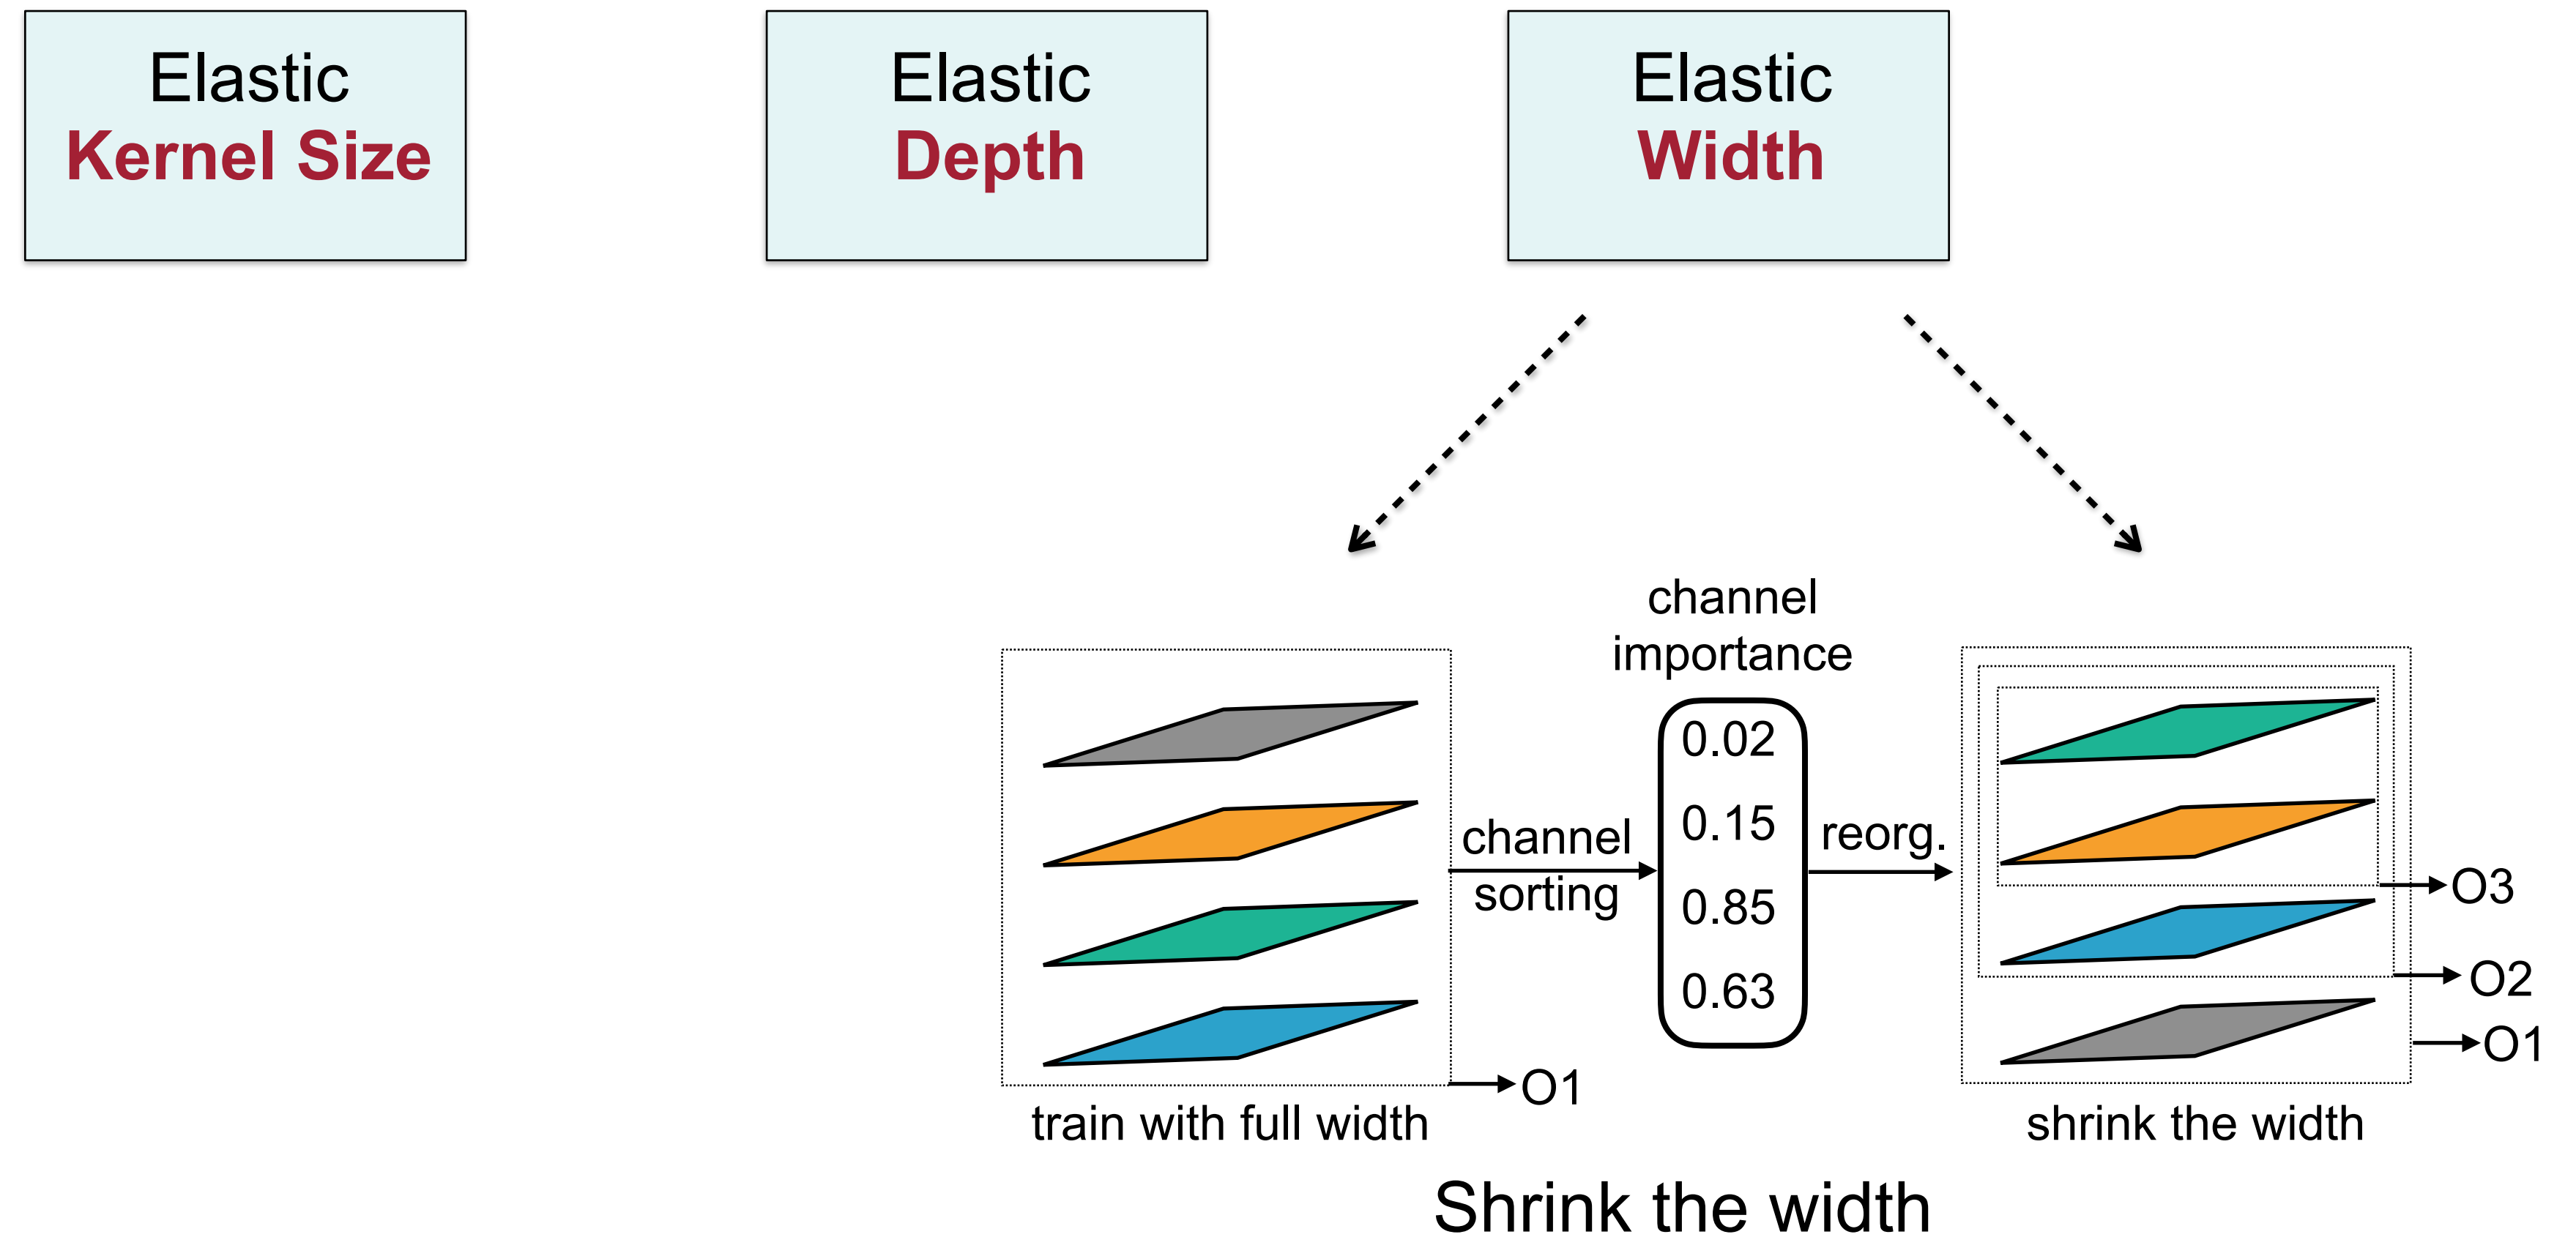 Elastic
Kernel Size
Elastic
Depth
Elastic
Width
channel
importance
channel
sorting
0.02
0.15
0.85
0.63
reorg.
O3
O2
O1
O1
train with full width
shrink the width
Shrink the width